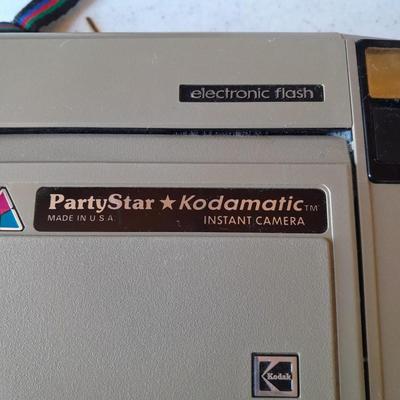 electronic flash
PartyStar ★ Kodamatic™
MADE IN U.S.A. INSTANT CAMERA
Kodak